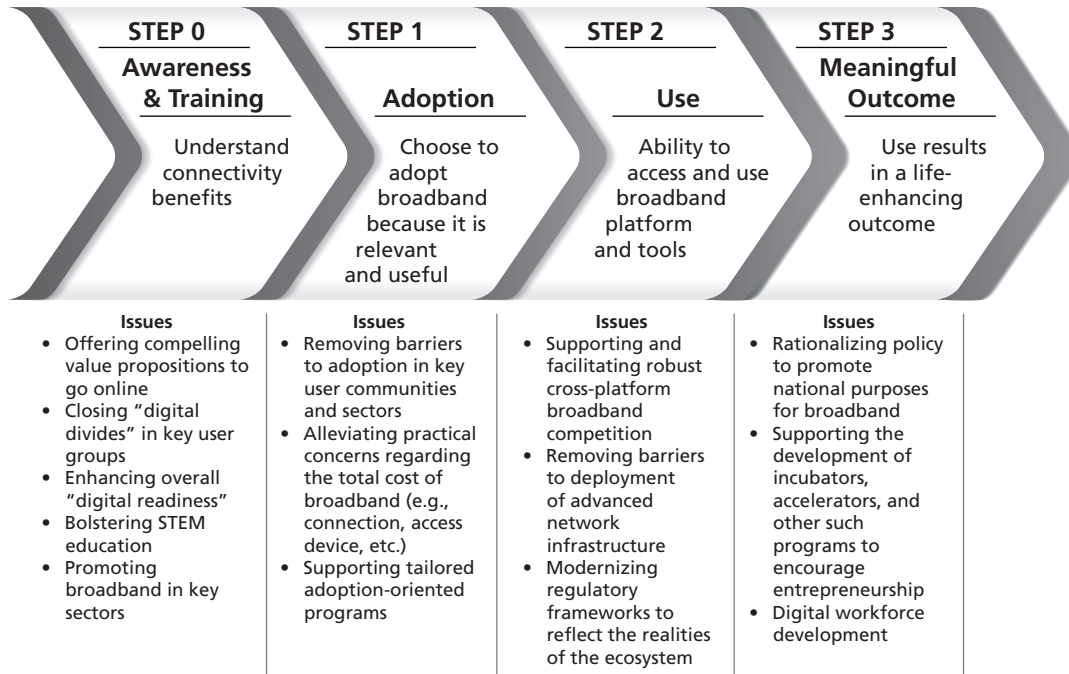 STEP 0
Awareness
& Training
Understand
connectivity
benefits
STEP 1
Adoption
Choose to
adopt
broadband
because it is
relevant
and useful
STEP 2
Use
Ability to
access and use
broadband
platform
and tools
STEP 3
Meaningful
Outcome
Use results
in a life-
enhancing
outcome
Issues
• Offering compelling
value propositions to
go online
• Closing “digital
divides” in key user
groups
• Enhancing overall
“digital readiness”
• Bolstering STEM
education
• Promoting
broadband in key
sectors
Issues
• Removing barriers
to adoption in key
user communities
and sectors
• Alleviating practical
concerns regarding
the total cost of
broadband (e.g.,
connection, access
device, etc.)
• Supporting tailored
adoption-oriented
programs
Issues
• Supporting and
facilitating robust
cross-platform
broadband
competition
• Removing barriers
to deployment
of advanced
network
infrastructure
• Modernizing
regulatory
frameworks to
reflect the realities
of the ecosystem
Issues
• Rationalizing policy
to promote
national purposes
for broadband
• Supporting the
development of
incubators,
accelerators, and
other such
programs to
encourage
entrepreneurship
• Digital workforce
development